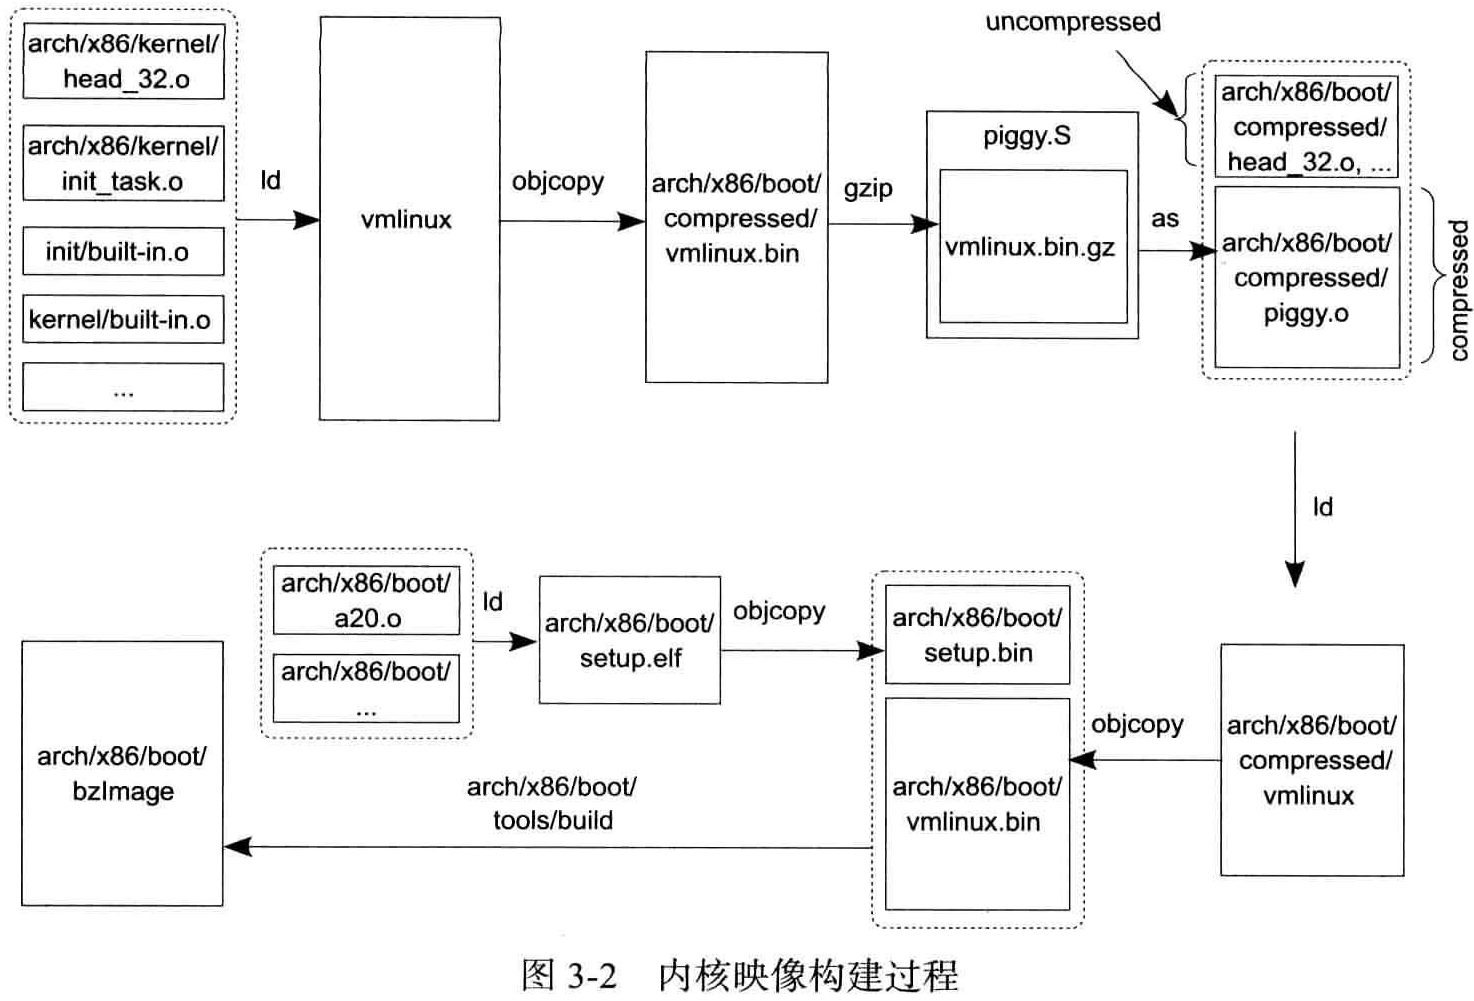 arch/x86/kernel/
head_32.o
arch/x86/kernel/
init_task.o
init/built-in.o
kernel/built-in.o
...
ld
vmlinux
objcopy
arch/x86/boot/
compressed/
vmlinux.bin
gzip
piggy.S
vmlinux.bin.gz
as
uncompressed
arch/x86/boot/
compressed/
head_32.o, ...
arch/x86/boot/
compressed/
piggy.o
compressed
ld
arch/x86/boot/
compressed/
vmlinux
objcopy
arch/x86/boot/
a20.o
arch/x86/boot/
...
ld
arch/x86/boot/
setup.elf
objcopy
arch/x86/boot/
setup.bin
arch/x86/boot/
vmlinux.bin
arch/x86/boot/
tools/build
arch/x86/boot/
bzImage
图 3-2 内核映像构建过程